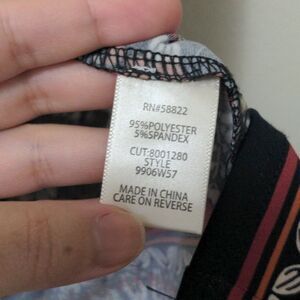 RN#58822
95%POLYESTER
5%SPANDEX
CUT:8001280
STYLE
9906W57
MADE IN CHINA
CARE ON REVERSE